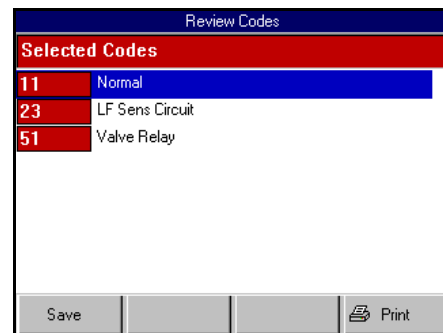 Review Codes
Selected Codes
11 Normal
23 LF Sens Circuit
51 Valve Relay
Save Print